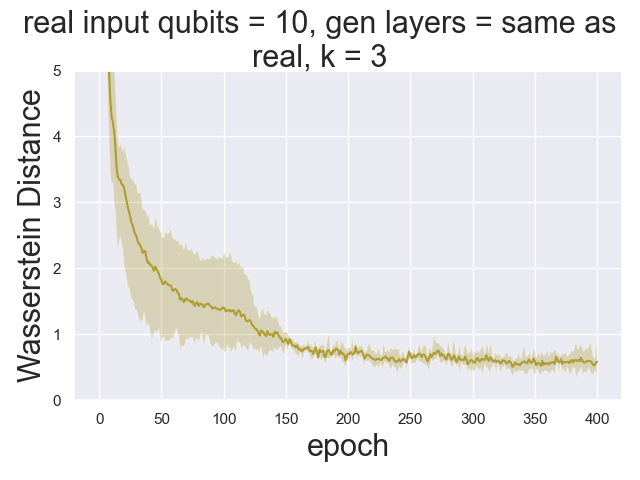 real input qubits = 10, gen layers = same as
real, k = 3
Wasserstein Distance
5
4
3
2
1
0
0 50 100 150 200 250 300 350 400
epoch